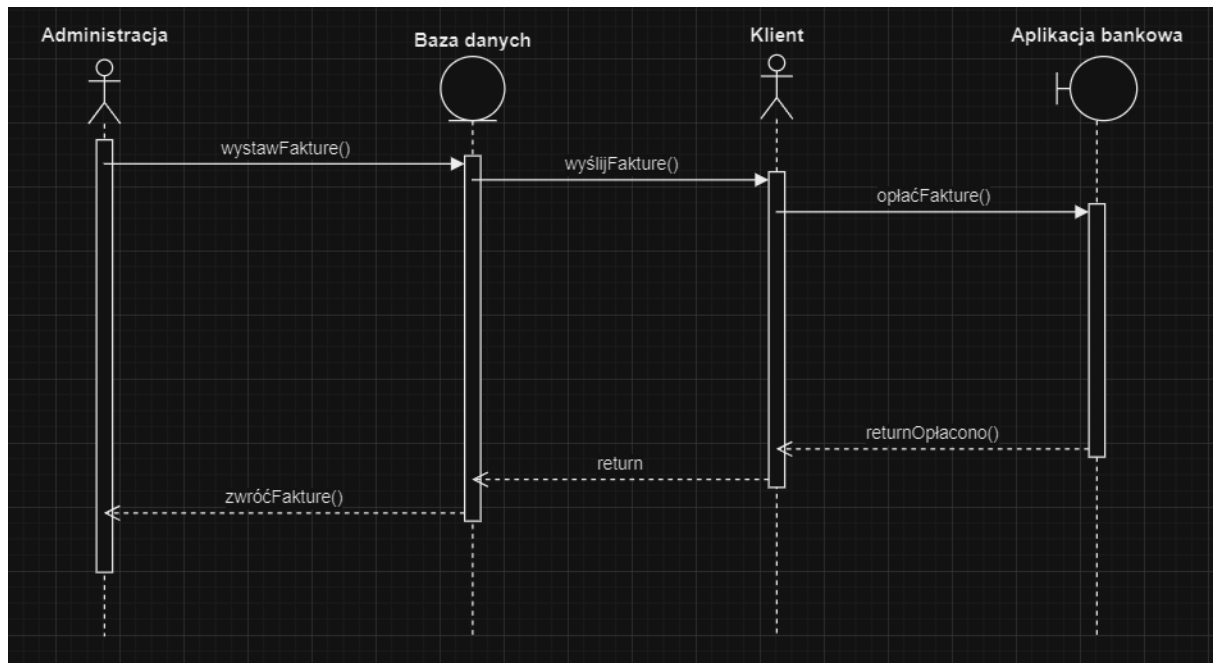 Administracja
Baza danych
Klient
Aplikacja bankowa
wystawFakture()
wyślijFakture()
opłaćFakture()
returnOpłacono()
return
zwróćFakture()